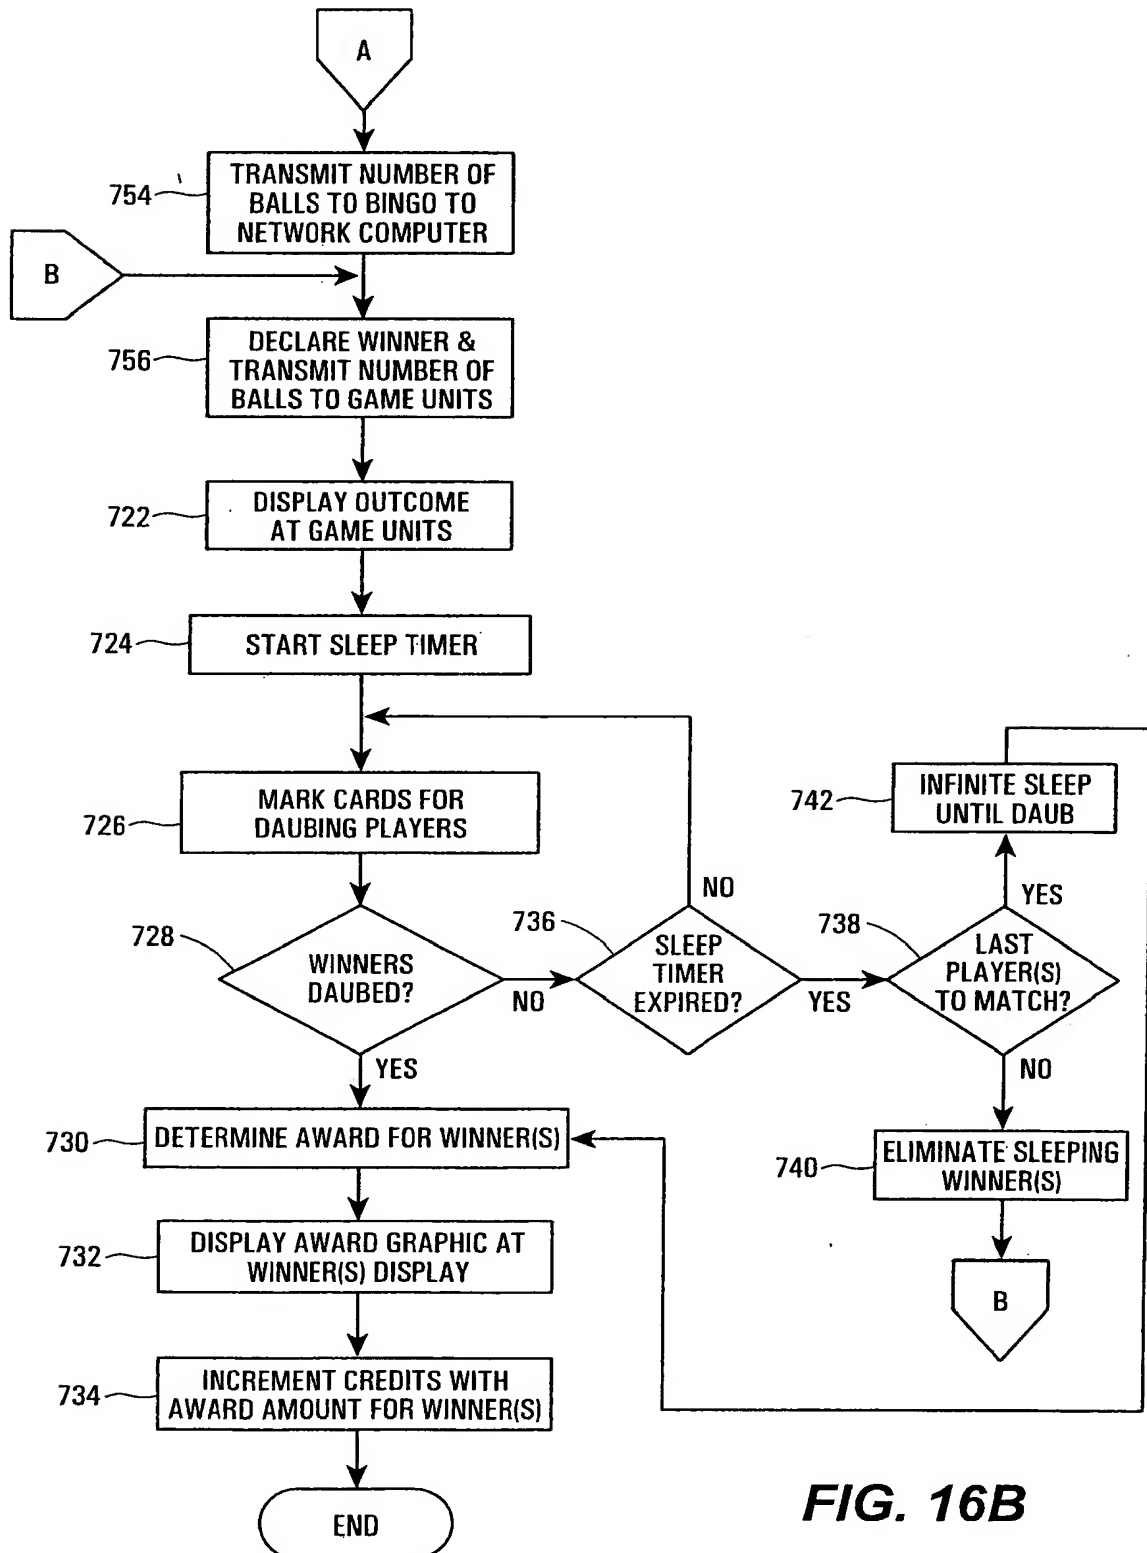 A
754
TRANSMIT NUMBER OF
BALLS TO BINGO TO
NETWORK COMPUTER
B
756
DECLARE WINNER &
TRANSMIT NUMBER OF
BALLS TO GAME UNITS
722
DISPLAY OUTCOME
AT GAME UNITS
724
START SLEEP TIMER
726
MARK CARDS FOR
DAUBING PLAYERS
728
WINNERS
DAUBED?
NO
YES
736
SLEEP
TIMER
EXPIRED?
NO
YES
738
LAST
PLAYER(S)
TO MATCH?
YES
NO
742
INFINITE SLEEP
UNTIL DAUB
740
ELIMINATE SLEEPING
WINNER(S)
B
730
DETERMINE AWARD FOR WINNER(S)
732
DISPLAY AWARD GRAPHIC AT
WINNER(S) DISPLAY
734
INCREMENT CREDITS WITH
AWARD AMOUNT FOR WINNER(S)
END
FIG. 16B